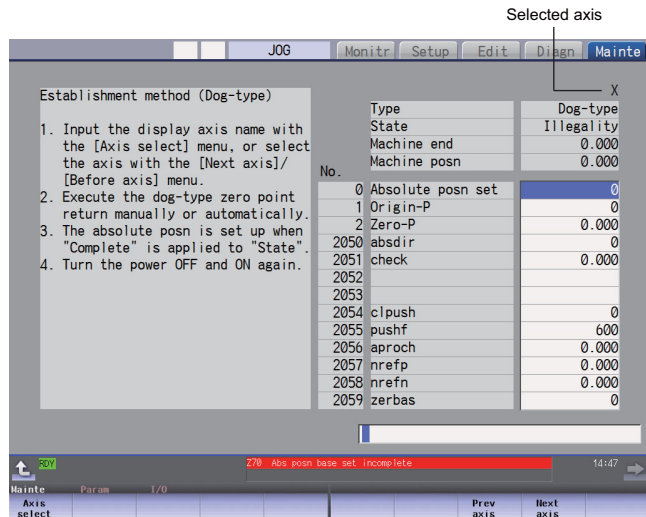 Selected axis
JOG Monitr Setup Edit Diagn Mainte
X
Establishment method (Dog-type)
1. Input the display axis name with
the [Axis select] menu, or select
the axis with the [Next axis]/
[Before axis] menu.
2. Execute the dog-type zero point
return manually or automatically.
3. The absolute posn is set up when
"Complete" is applied to "State".
4. Turn the power OFF and ON again.
Type Dog-type
State Illegality
Machine end 0.000
Machine posn 0.000
No.
0 Absolute posn set 0
1 Origin-P 0
2 Zero-P 0.000
2050 absdir 0
2051 check 0.000
2052
2053
2054 clpush 0
2055 pushf 600
2056 aproch 0.000
2057 nrefp 0.000
2058 nrefn 0.000
2059 zerbas 0
RDY Z70 Abs posn base set incomplete 14:47
Mainte Param I/O
Axis select Prev axis Next axis